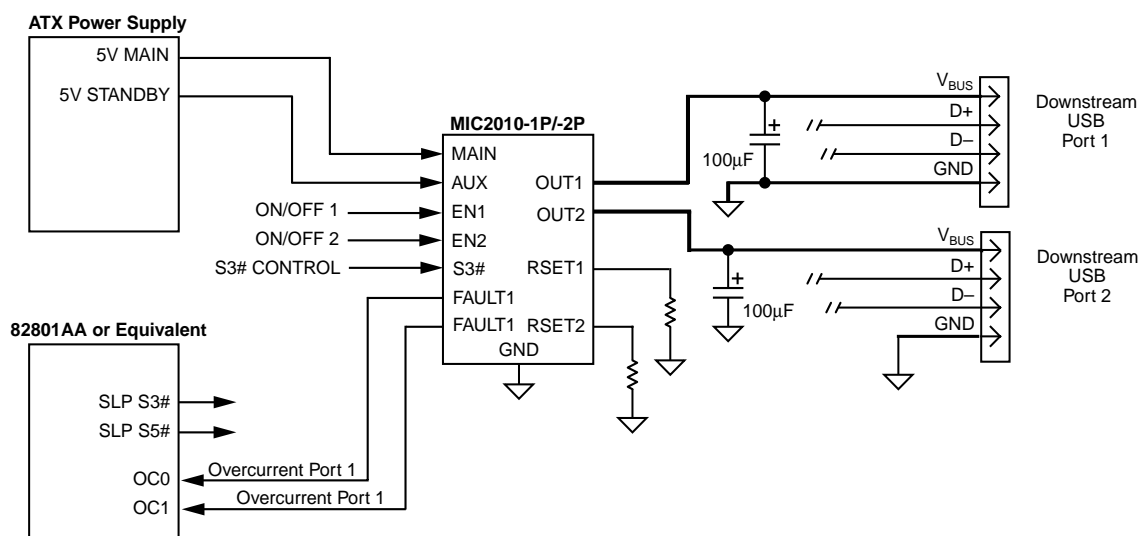 ATX Power Supply
5V MAIN
5V STANDBY
MIC2010-1P/-2P
MAIN
AUX
EN1
EN2
S3#
FAULT1
FAULT1
OUT1
OUT2
RSET1
RSET2
GND
ON/OFF 1
ON/OFF 2
S3# CONTROL
82801AA or Equivalent
SLP S3#
SLP S5#
OC0
OC1
Overcurrent Port 1
Overcurrent Port 1
+
100µF
VBUS
D+
D–
GND
Downstream
USB
Port 1
+
100µF
VBUS
D+
D–
GND
Downstream
USB
Port 2